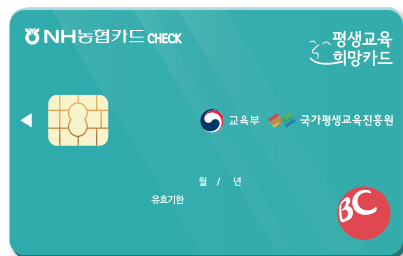 NH농협카드 CHECK
평생교육
희망카드
교육부 국가평생교육진흥원
월 / 년
유효기한
BC